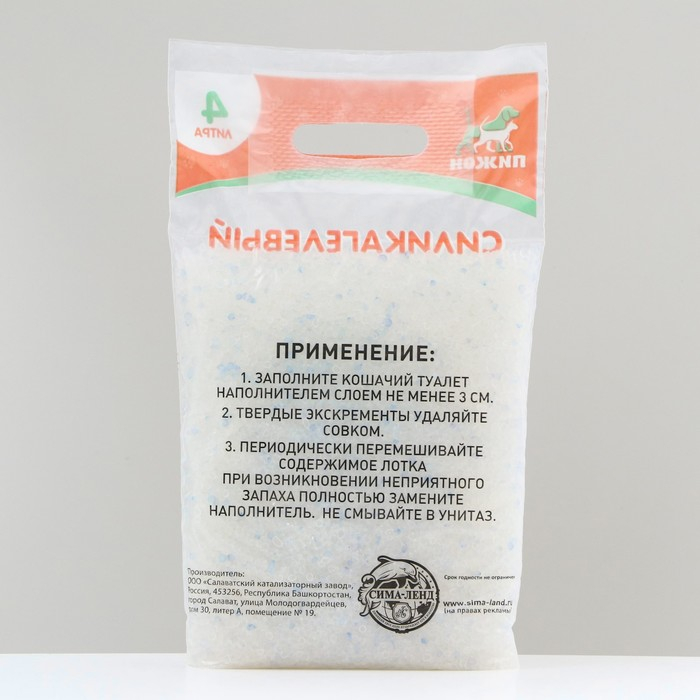 4
ЛИТРА
ПИЖОН
СИЛИКАГЕЛЕВЫЙ
ПРИМЕНЕНИЕ:
1. ЗАПОЛНИТЕ КОШАЧИЙ ТУАЛЕТ
НАПОЛНИТЕЛЕМ СЛОЕМ НЕ МЕНЕЕ 3 СМ.
2. ТВЕРДЫЕ ЭКСКРЕМЕНТЫ УДАЛЯЙТЕ
СОВКОМ.
3. ПЕРИОДИЧЕСКИ ПЕРЕМЕШИВАЙТЕ
СОДЕРЖИМОЕ ЛОТКА
ПРИ ВОЗНИКНОВЕНИИ НЕПРИЯТНОГО
ЗАПАХА ПОЛНОСТЬЮ ЗАМЕНИТЕ
НАПОЛНИТЕЛЬ. НЕ СМЫВАЙТЕ В УНИТАЗ.
Производитель:
ООО «Салаватский катализаторный завод»,
Россия, 453256, Республика Башкортостан,
город Салават, улица Молодогвардейцев,
дом 30, литер А, помещение № 19.
СИМА-ЛЕНД
Срок годности не ограничен
www.sima-land.ru
(на правах рекламы)